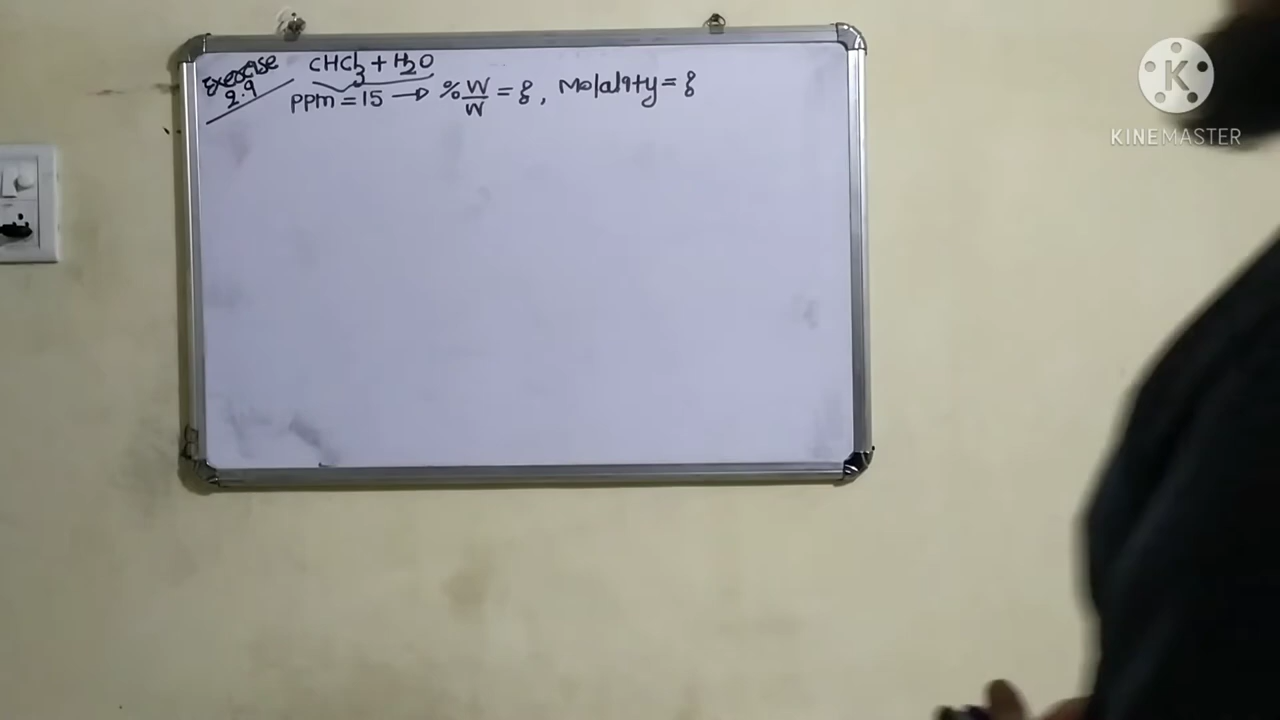 Exercise 2.9
CHCl3 + H2O
ppm = 15 → % W/W = ?, Molality = ?
KINEMASTER